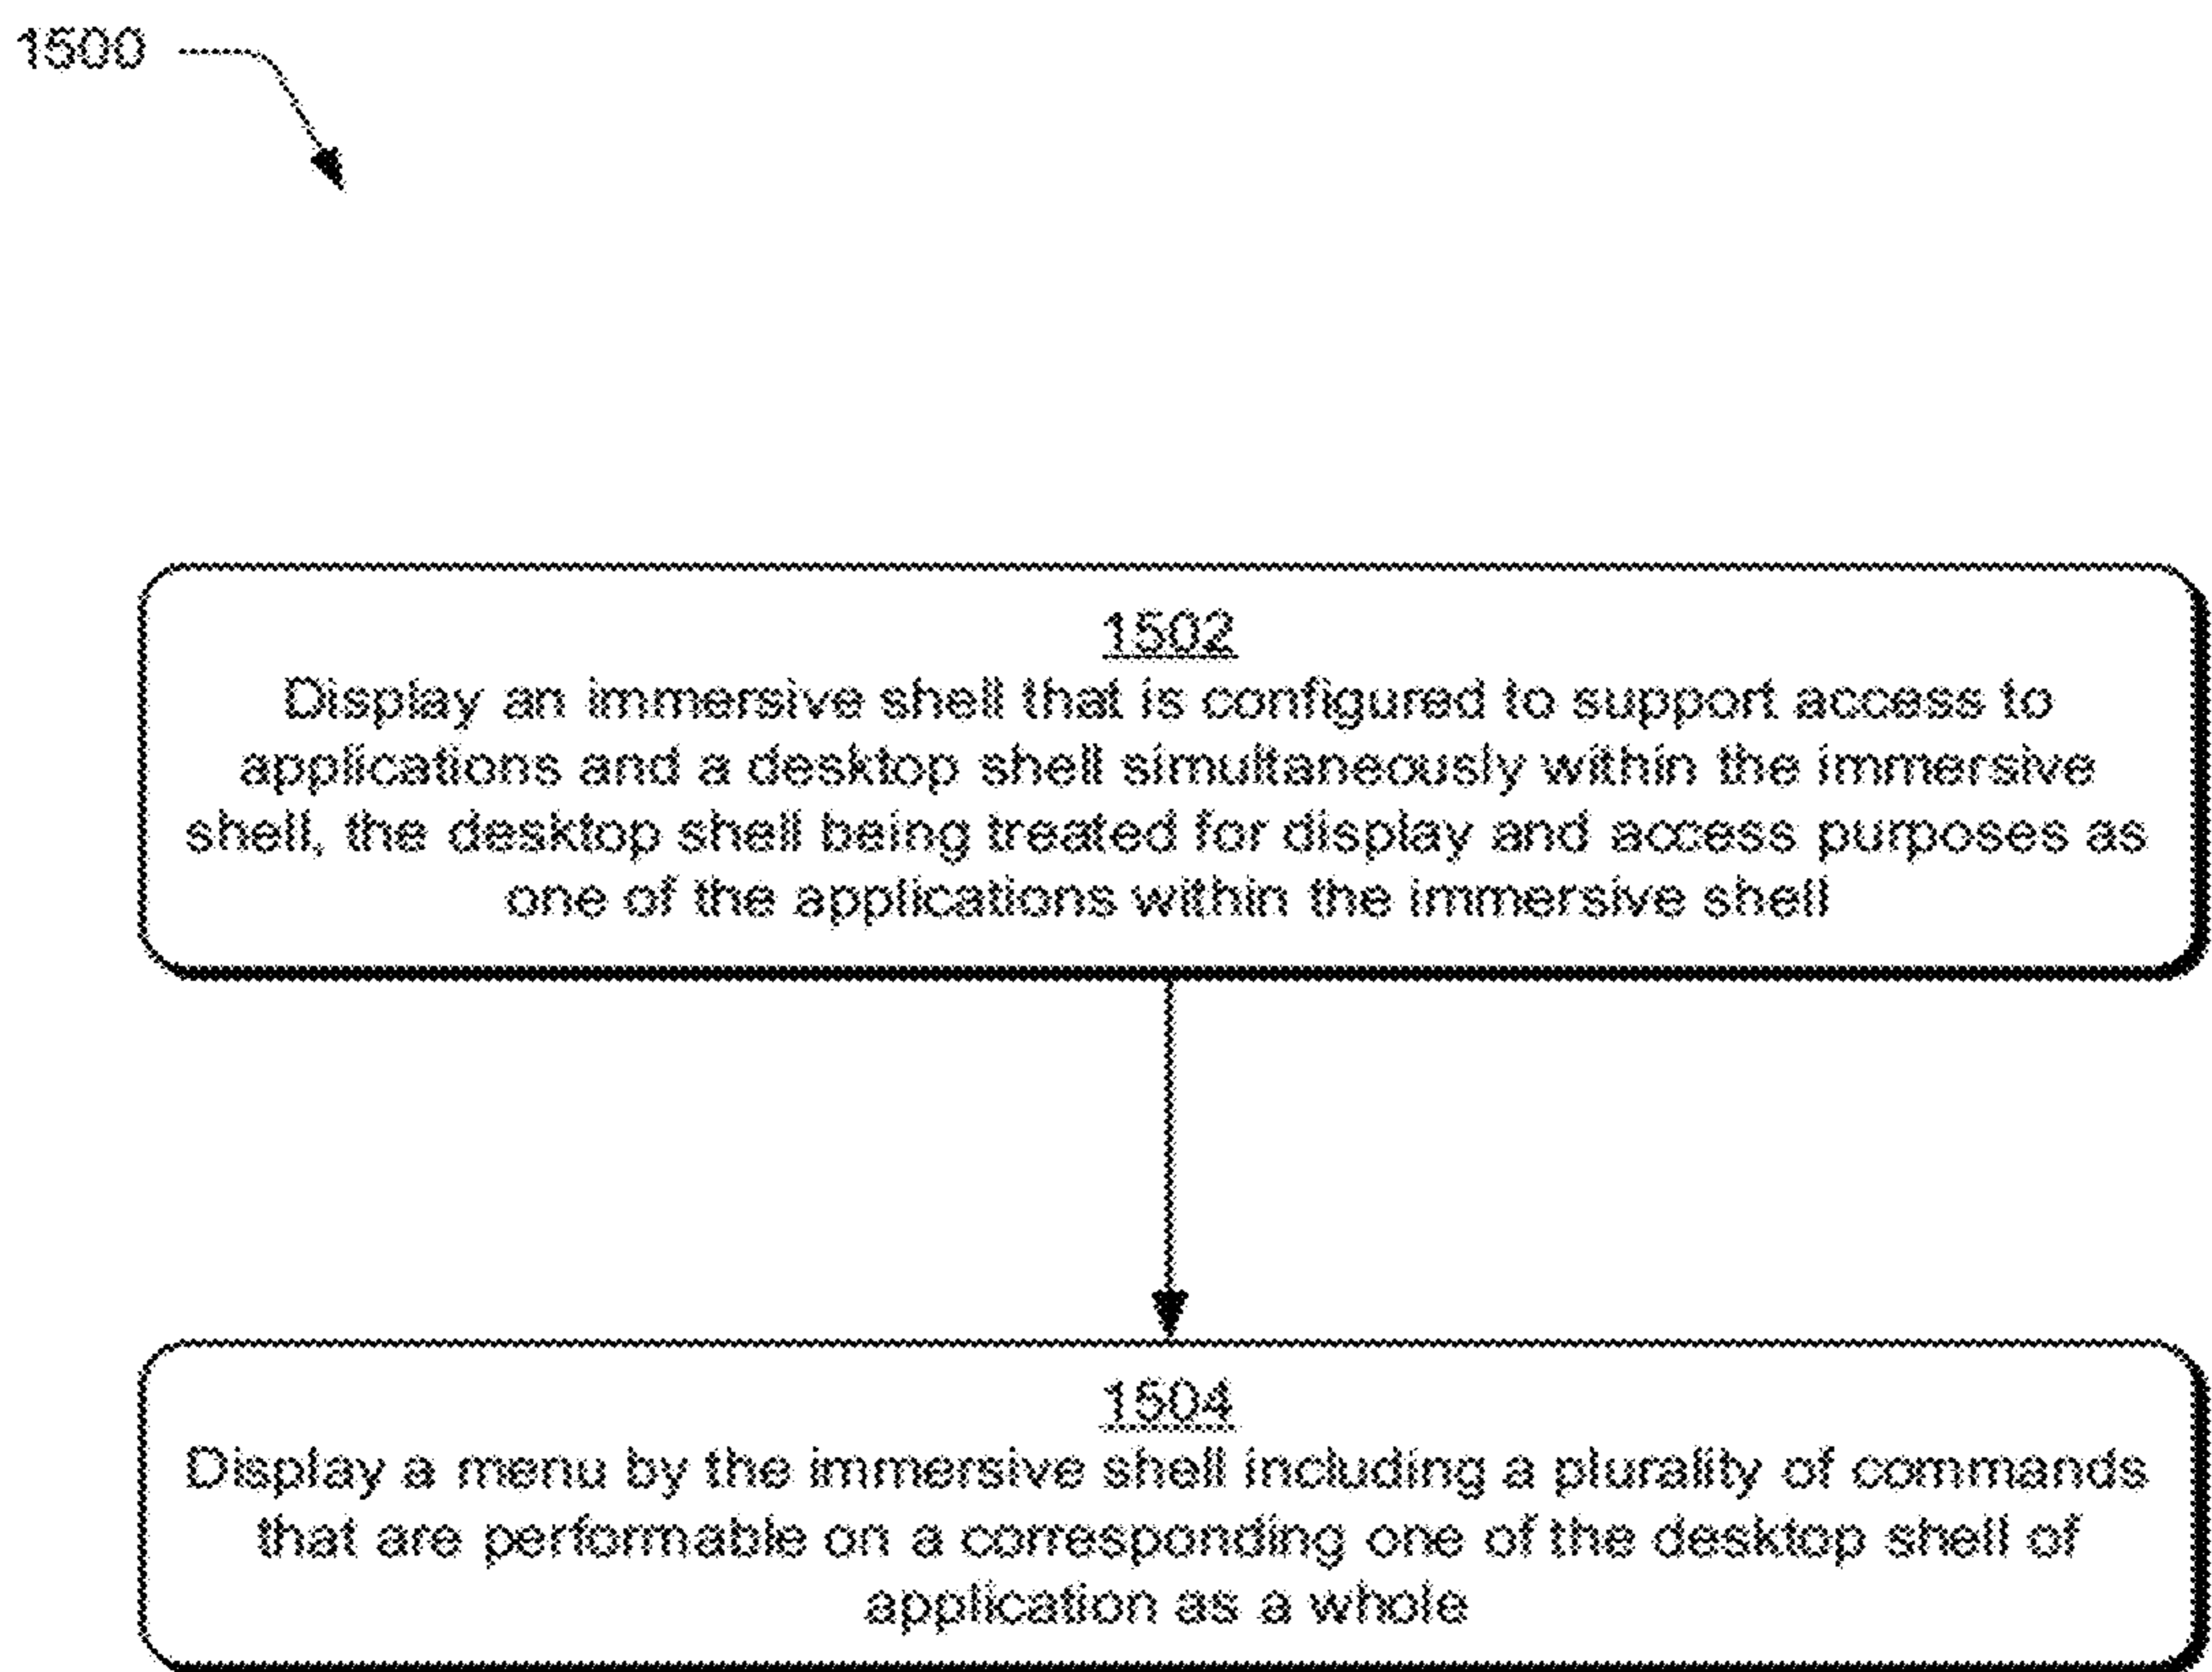 1500
1502
Display an immersive shell that is configured to support access to
applications and a desktop shell simultaneously within the immersive
shell, the desktop shell being treated for display and access purposes as
one of the applications within the immersive shell
1504
Display a menu by the immersive shell including a plurality of commands
that are performable on a corresponding one of the desktop shell of
application as a whole